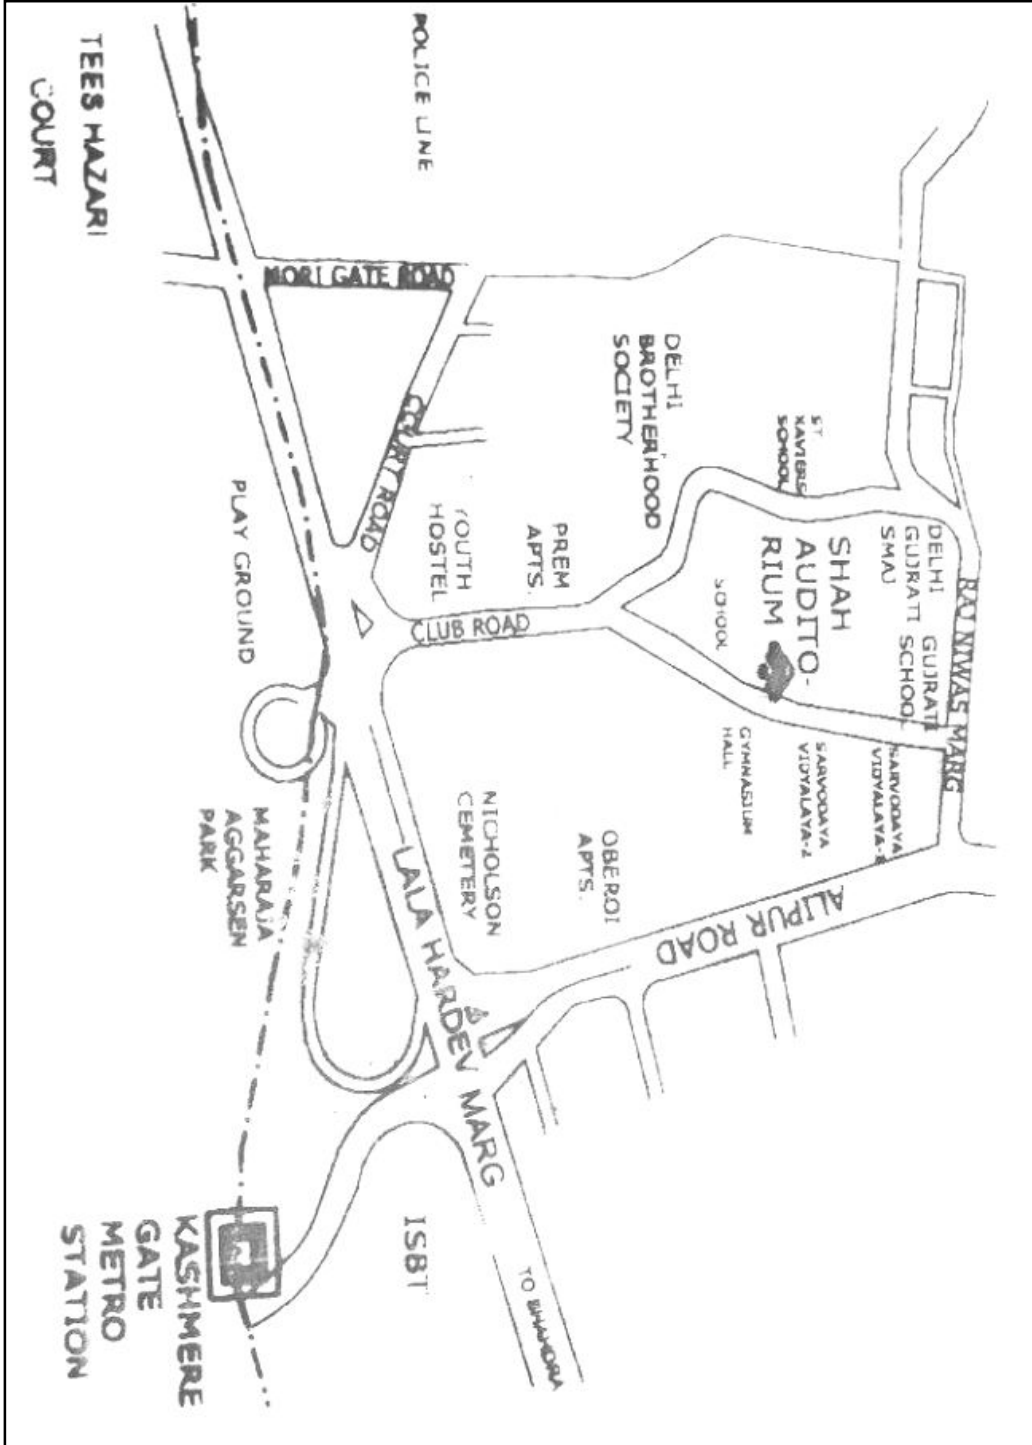 TEES HAZARI
COURT
POLICE LINE
MORI GATE ROAD
COURT ROAD
DELHI
BROTHERHOOD
SOCIETY
ST
XAVIERS
SCHOOL
DELHI
GUJRATI
SMAJ
GUJRATI
SCHOOL
RAJ NIWAS MARG
SHAH
AUDITO-
RIUM
SCHOOL
PREM
APTS.
YOUTH
HOSTEL
CLUB ROAD
PLAY GROUND
GYMNASIUM
HALL
SARVODAYA
VIDYALAYA-2
SARVODAYA
VIDYALAYA-
ALIPUR ROAD
OBEROI
APTS.
NICHOLSON
CEMETERY
MAHARAJA
AGGARSEN
PARK
LALA HARDEV MARG
ISBT
TO SHAHDRA
KASHMERE
GATE
METRO
STATION